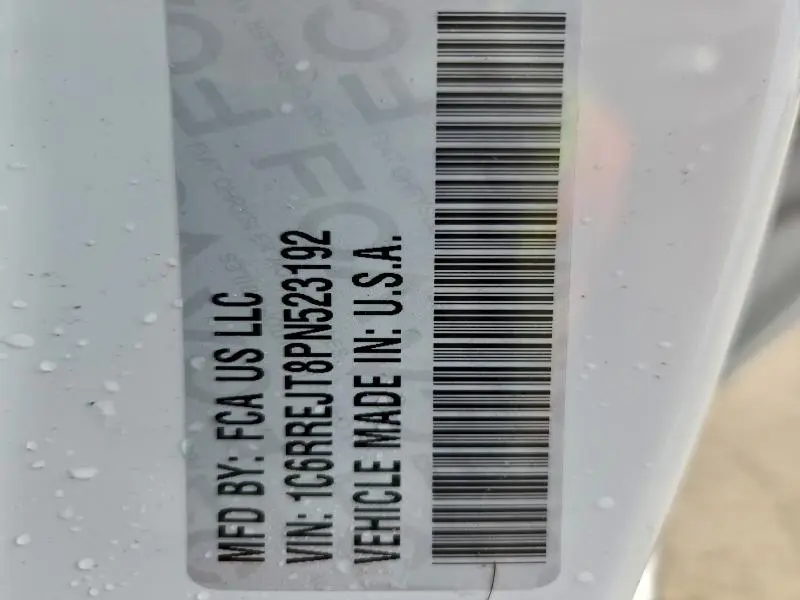 MFD BY: FCA US LLC
VIN: 1C6RREJT8PN523192
VEHICLE MADE IN: U.S.A.